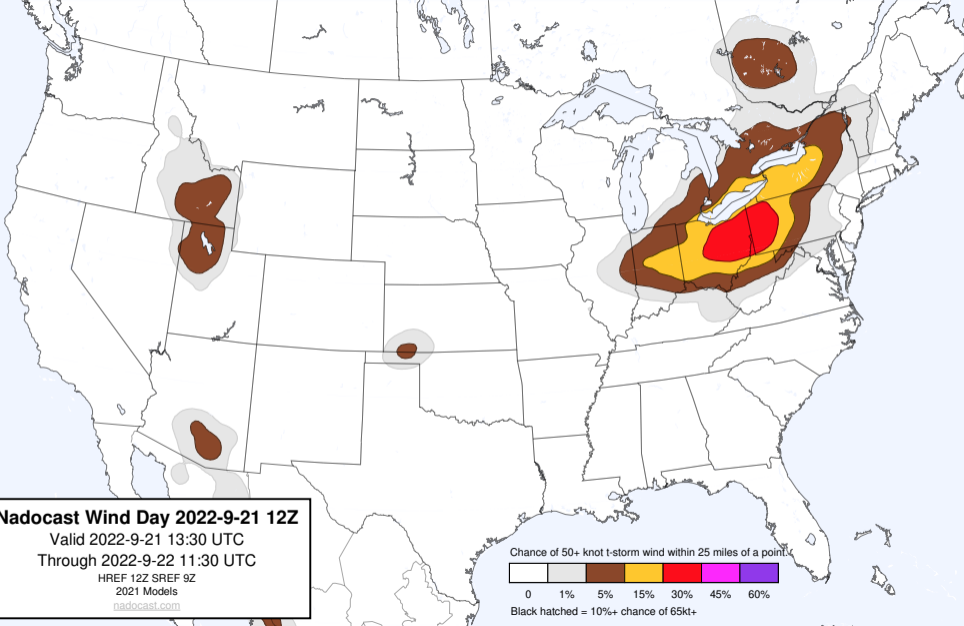 Nadocast Wind Day 2022-9-21 12Z
Valid 2022-9-21 13:30 UTC
Through 2022-9-22 11:30 UTC
HREF 12Z SREF 9Z
2021 Models
nadocast.com
Chance of 50+ knot t-storm wind within 25 miles of a point.
0 1% 5% 15% 30% 45% 60%
Black hatched = 10%+ chance of 65kt+